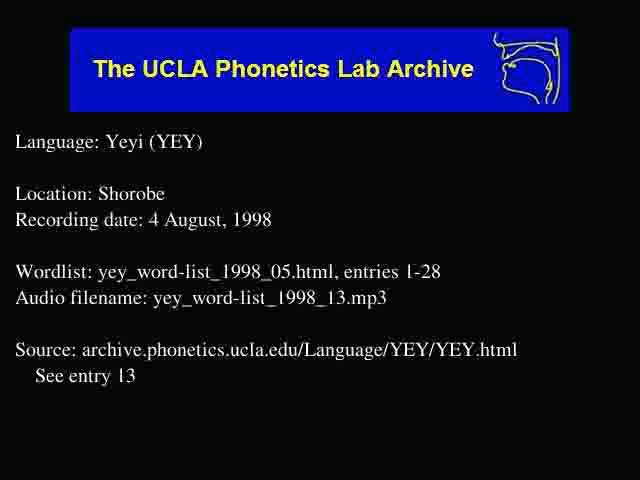 The UCLA Phonetics Lab Archive
Language: Yeyi (YEY)
Location: Shorobe
Recording date: 4 August, 1998
Wordlist: yey_word-list_1998_05.html, entries 1-28
Audio filename: yey_word-list_1998_13.mp3
Source: archive.phonetics.ucla.edu/Language/YEY/YEY.html
See entry 13